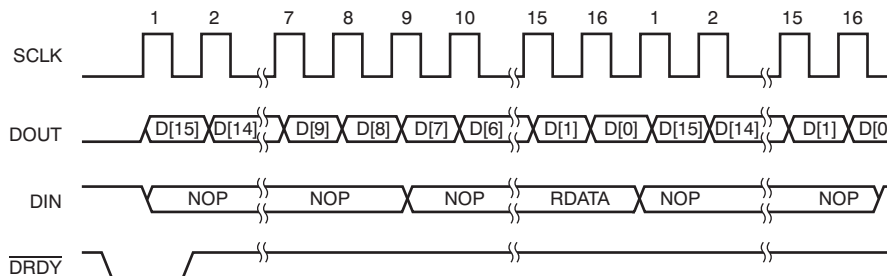 1 2 7 8 9 10 15 16 1 2 15 16
SCLK
DOUT D[15] D[14] D[9] D[8] D[7] D[6] D[1] D[0] D[15] D[14] D[1] D[0
DIN NOP NOP NOP RDATA NOP NOP
DRDY